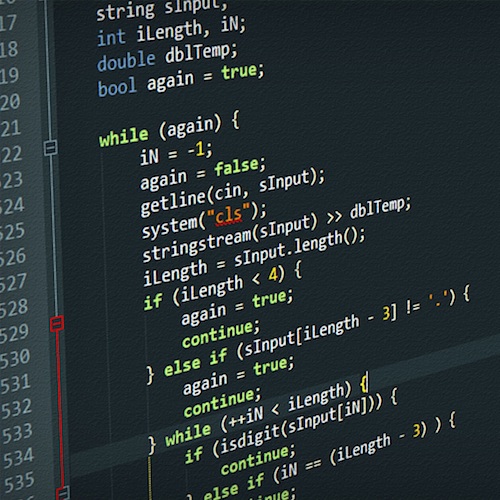 17 string sInput;
18 int iLength, iN;
19 double dblTemp;
20 bool again = true;
21
22 while (again) {
523 iN = -1;
524 again = false;
525 getline(cin, sInput);
526 system("cls");
527 stringstream(sInput) >> dblTemp;
528 iLength = sInput.length();
529 if (iLength < 4) {
530 again = true;
531 continue;
532 } else if (sInput[iLength - 3] != '.') {
533 again = true;
534 continue;
535 } while (++iN < iLength) {
if (isdigit(sInput[iN])) {
continue;
} else if (iN == (iLength - 3) ) {
continue;